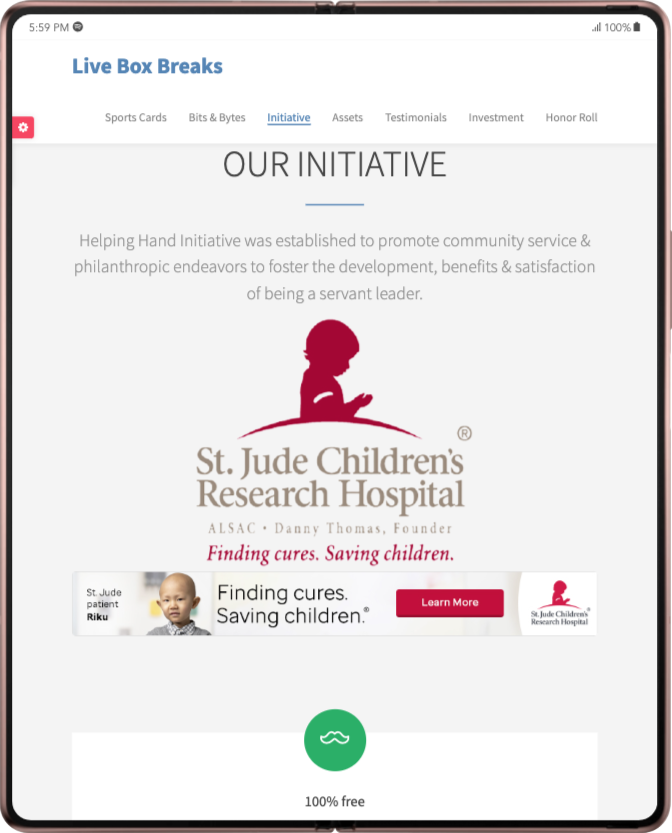 5:59 PM 100%
Live Box Breaks
Sports Cards Bits & Bytes Initiative Assets Testimonials Investment Honor Roll
OUR INITIATIVE
Helping Hand Initiative was established to promote community service &
philanthropic endeavors to foster the development, benefits & satisfaction
of being a servant leader.
®
St. Jude Children's
Research Hospital
ALSAC • Danny Thomas, Founder
Finding cures. Saving children.
St. Jude
patient
Riku
Finding cures.
Saving children.®
Learn More
St. Jude Children's
Research Hospital
®
100% free